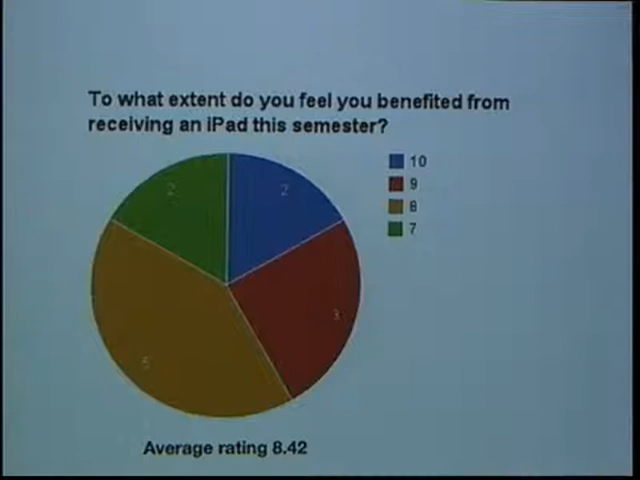 To what extent do you feel you benefited from
receiving an iPad this semester?
10
9
8
7
2
2
3
5
Average rating 8.42